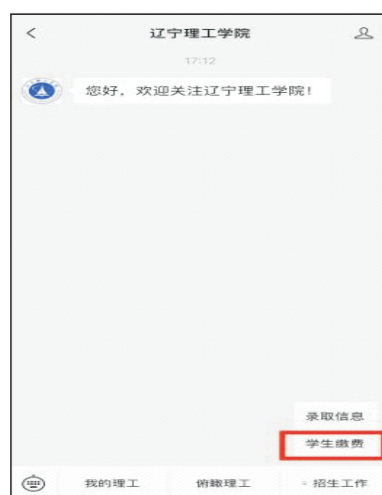 辽宁理工学院
17:12
您好，欢迎关注辽宁理工学院！
录取信息
学生缴费
我的理工
俯瞰理工
招生工作